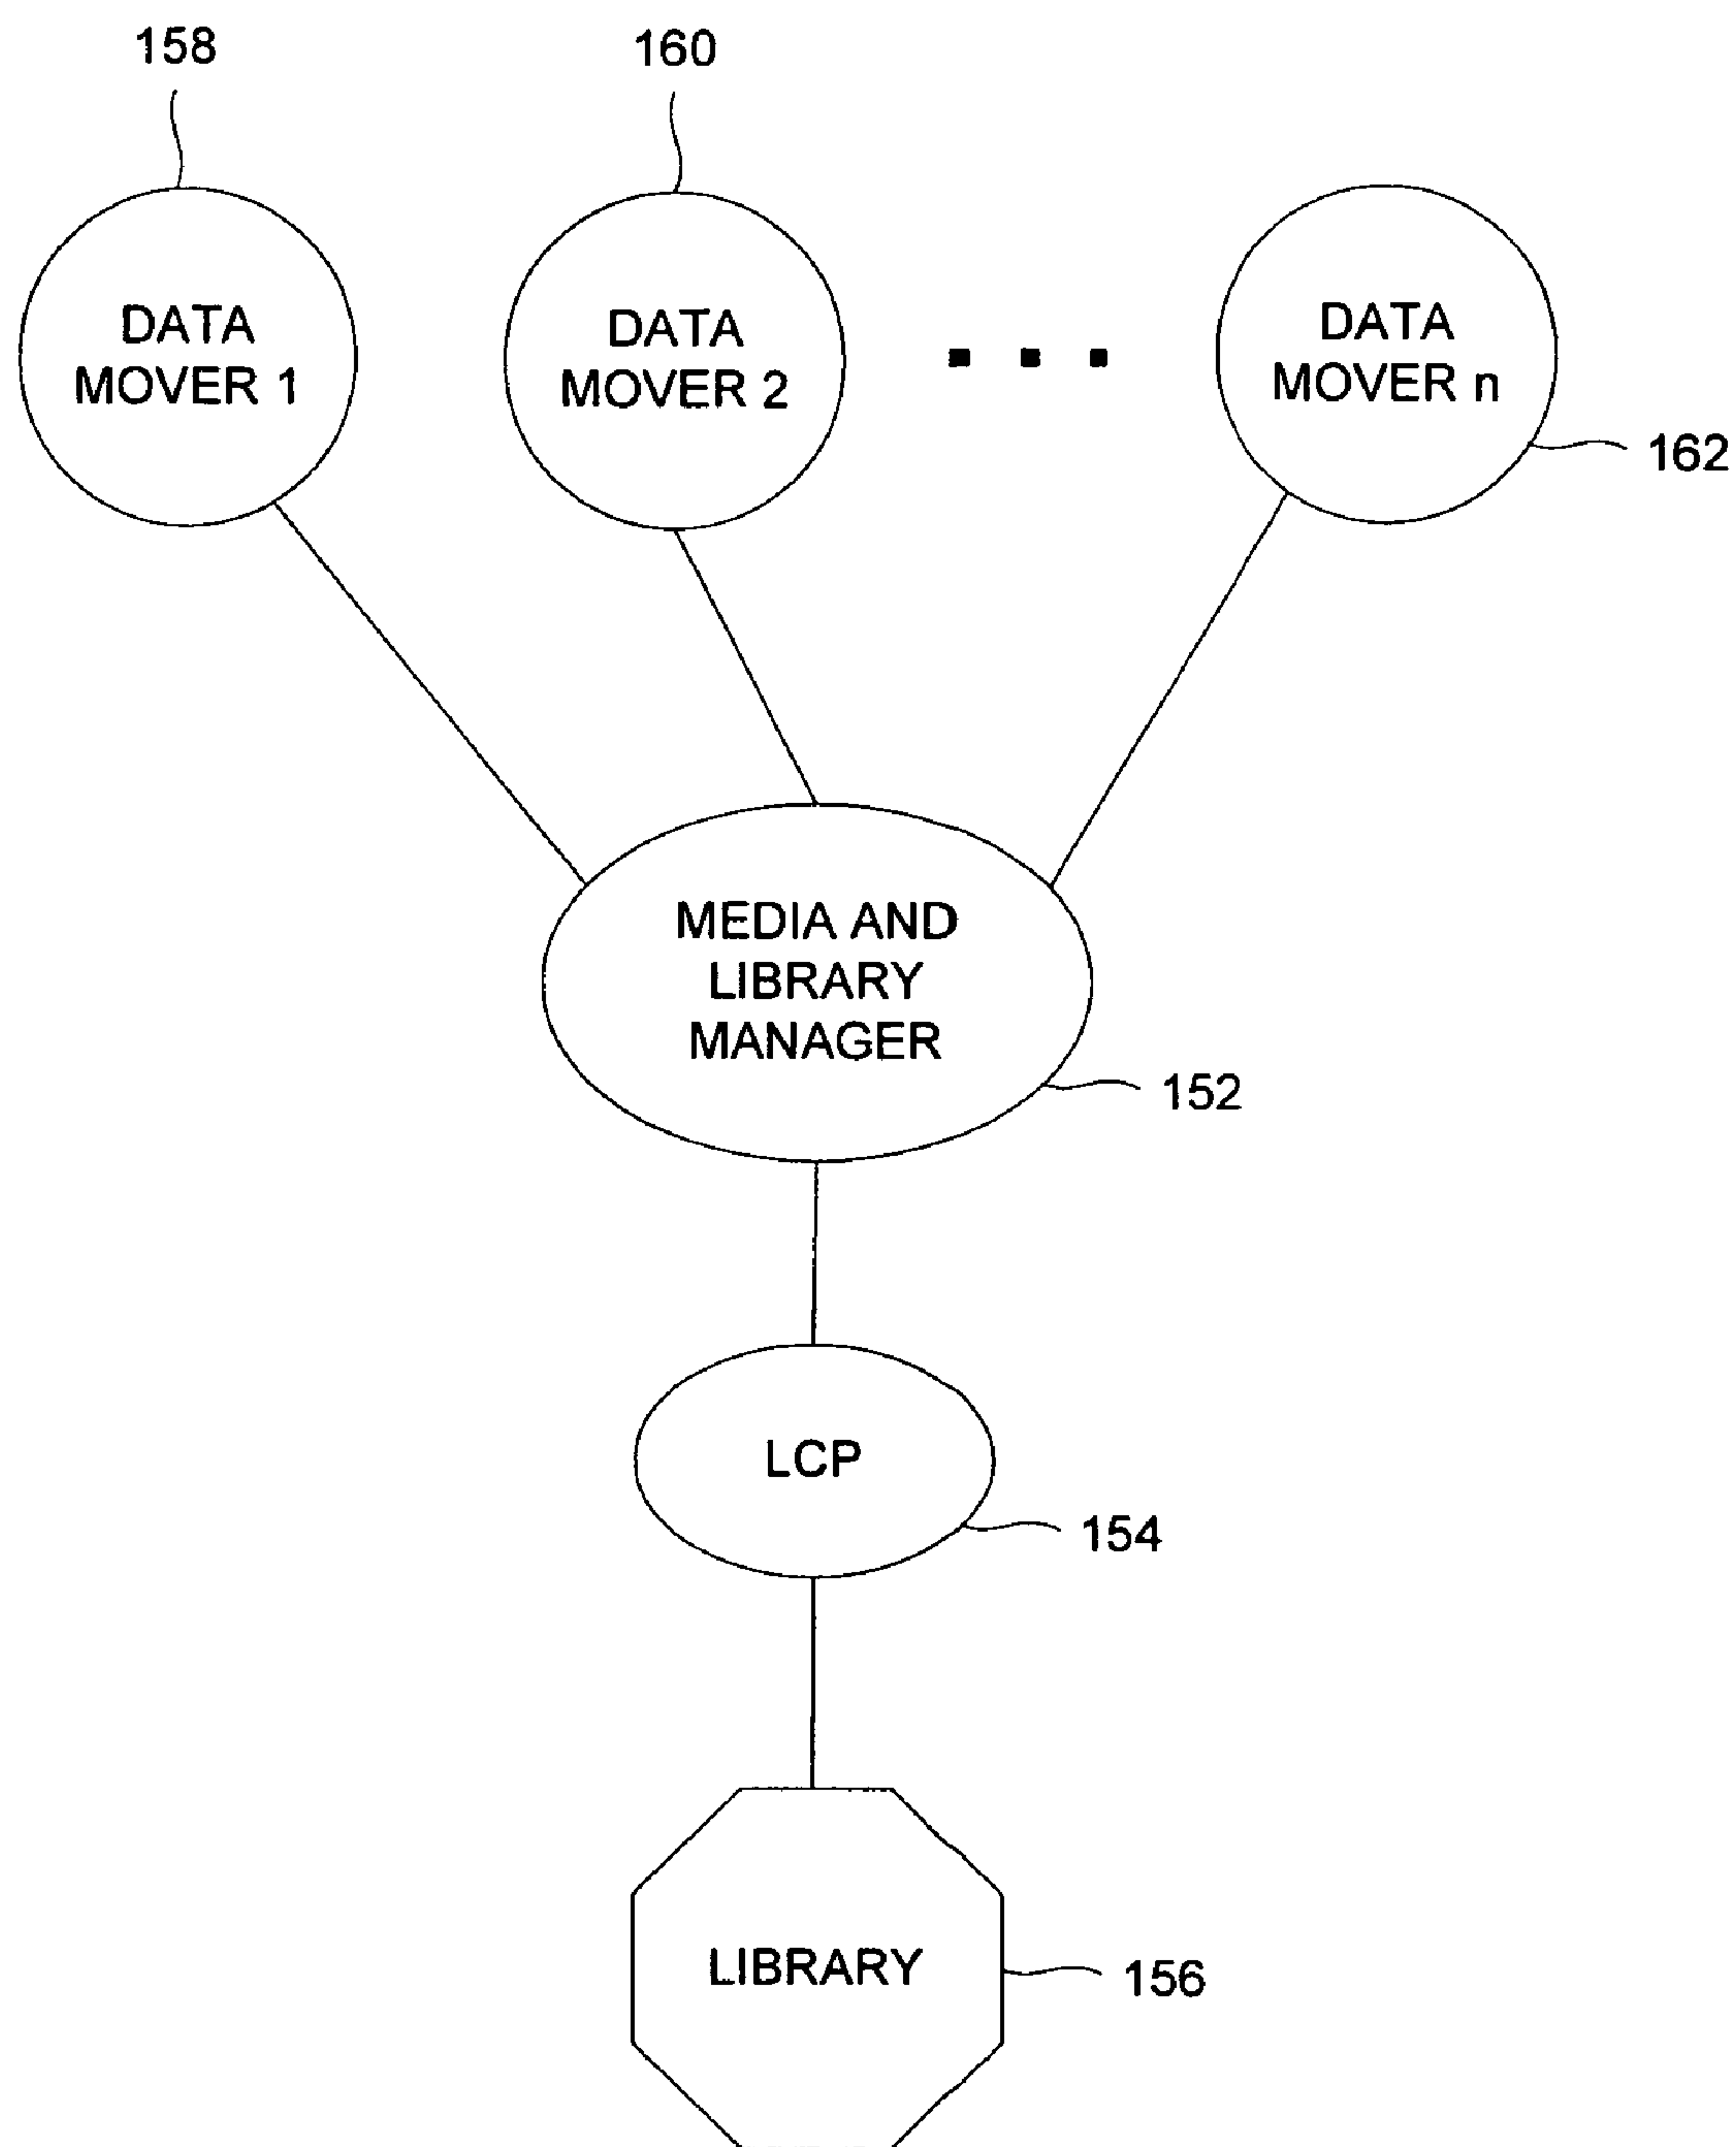 158
160
DATA
MOVER 1
DATA
MOVER 2
DATA
MOVER n
162
MEDIA AND
LIBRARY
MANAGER
152
LCP
154
LIBRARY
156